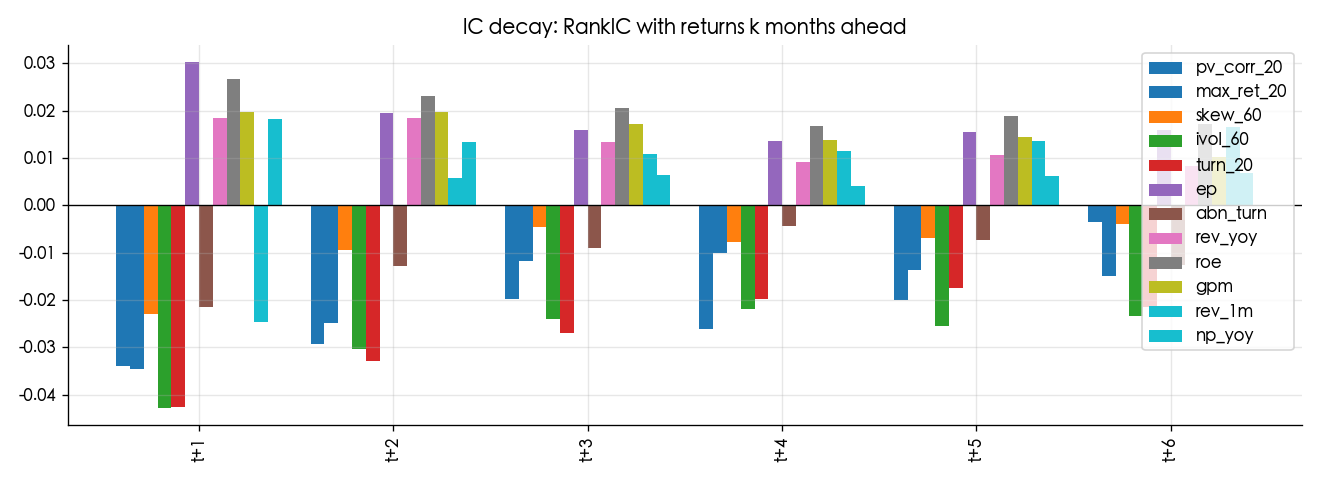 IC decay: RankIC with returns k months ahead
0.03
0.02
0.01
0.00
-0.01
-0.02
-0.03
-0.04
t+1
t+2
t+3
t+4
t+5
t+6
pv_corr_20
max_ret_20
skew_60
ivol_60
turn_20
ep
abn_turn
rev_yoy
roe
gpm
rev_1m
np_yoy